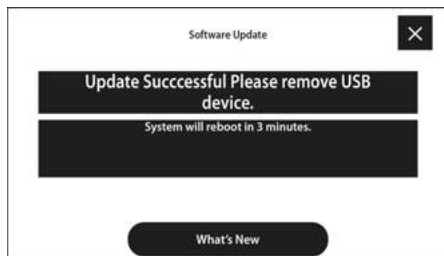 Software Update
Update Succcessful Please remove USB
device.
System will reboot in 3 minutes.
What's New